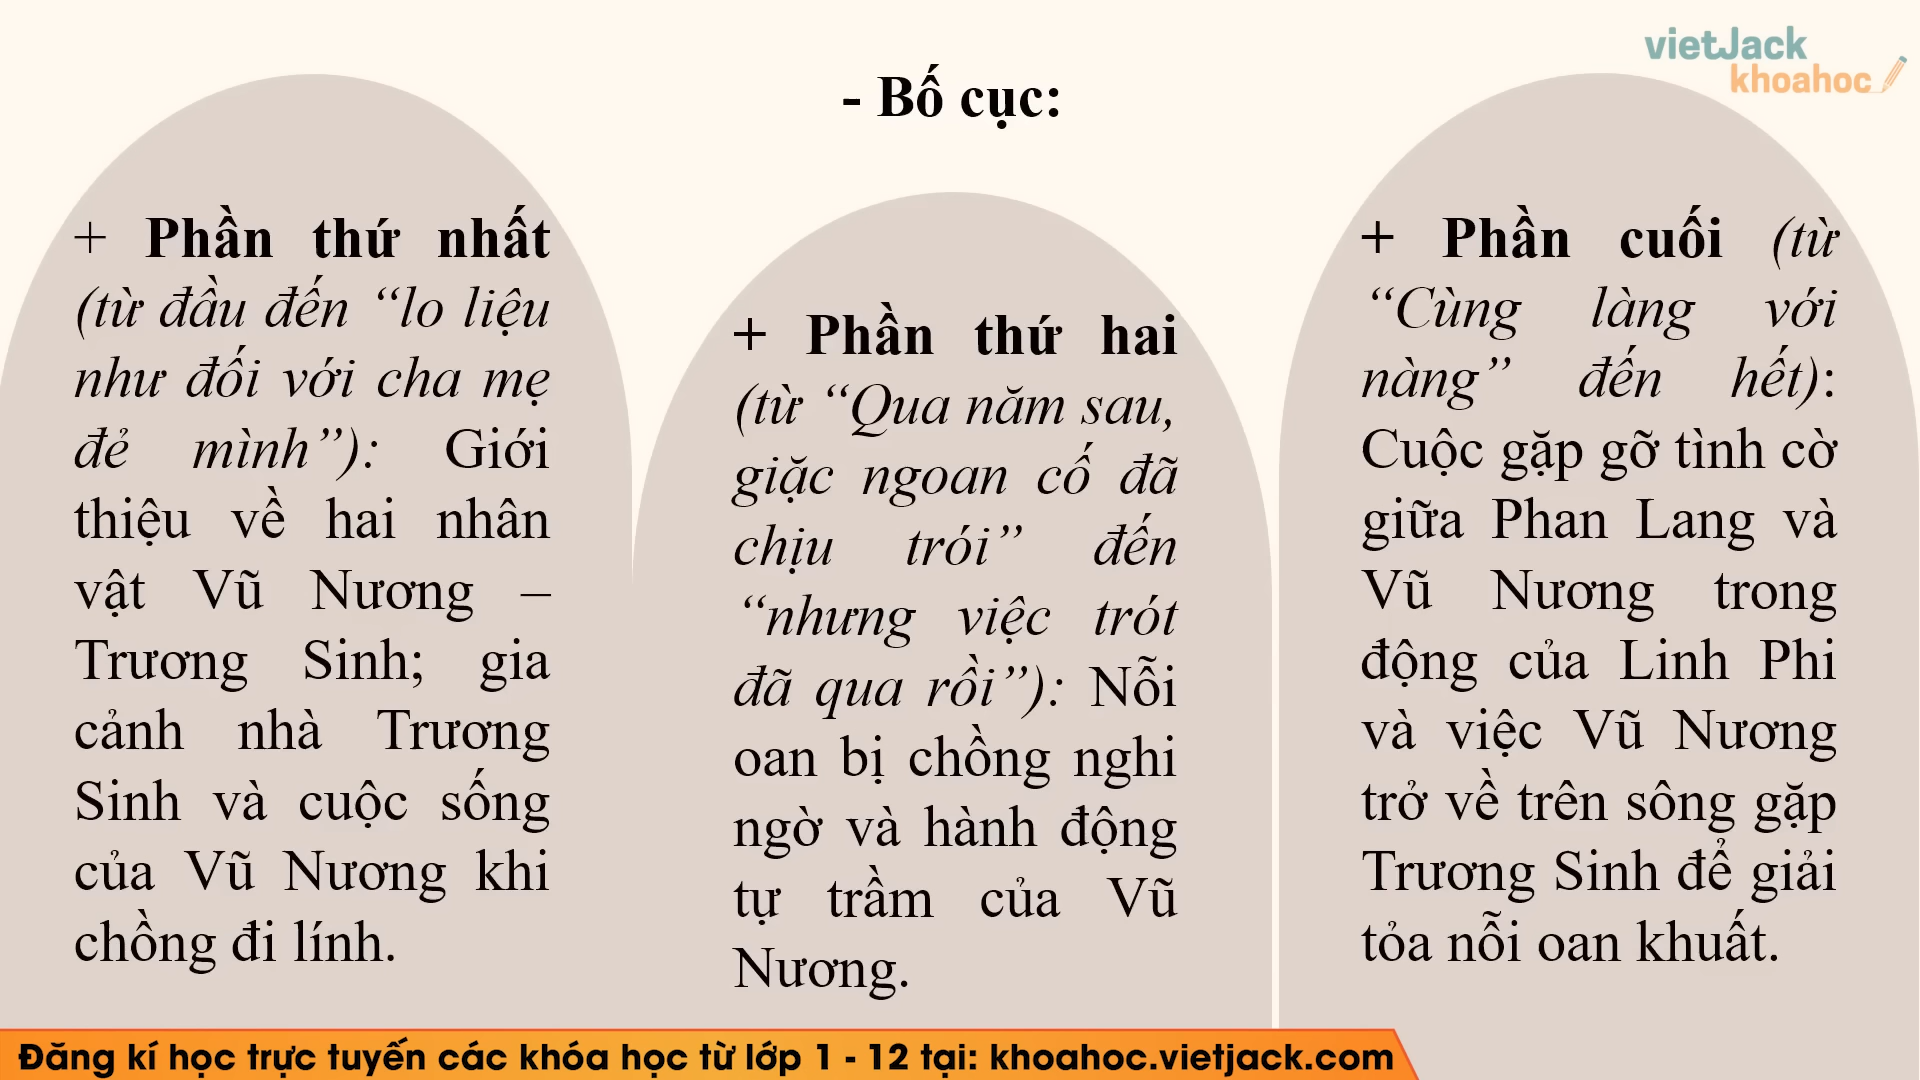 vietJack
khoahoc
- Bố cục:
+ Phần thứ nhất
(từ đầu đến “lo liệu
như đối với cha mẹ
đẻ mình”): Giới
thiệu về hai nhân
vật Vũ Nương –
Trương Sinh; gia
cảnh nhà Trương
Sinh và cuộc sống
của Vũ Nương khi
chồng đi lính.
+ Phần thứ hai
(từ “Qua năm sau,
giặc ngoan cố đã
chịu trói” đến
“nhưng việc trót
đã qua rồi”): Nỗi
oan bị chồng nghi
ngờ và hành động
tự trầm của Vũ
Nương.
+ Phần cuối (từ
“Cùng làng với
nàng” đến hết):
Cuộc gặp gỡ tình cờ
giữa Phan Lang và
Vũ Nương trong
động của Linh Phi
và việc Vũ Nương
trở về trên sông gặp
Trương Sinh để giải
tỏa nỗi oan khuất.
Đăng kí học trực tuyến các khóa học từ lớp 1 - 12 tại: khoahoc.vietjack.com